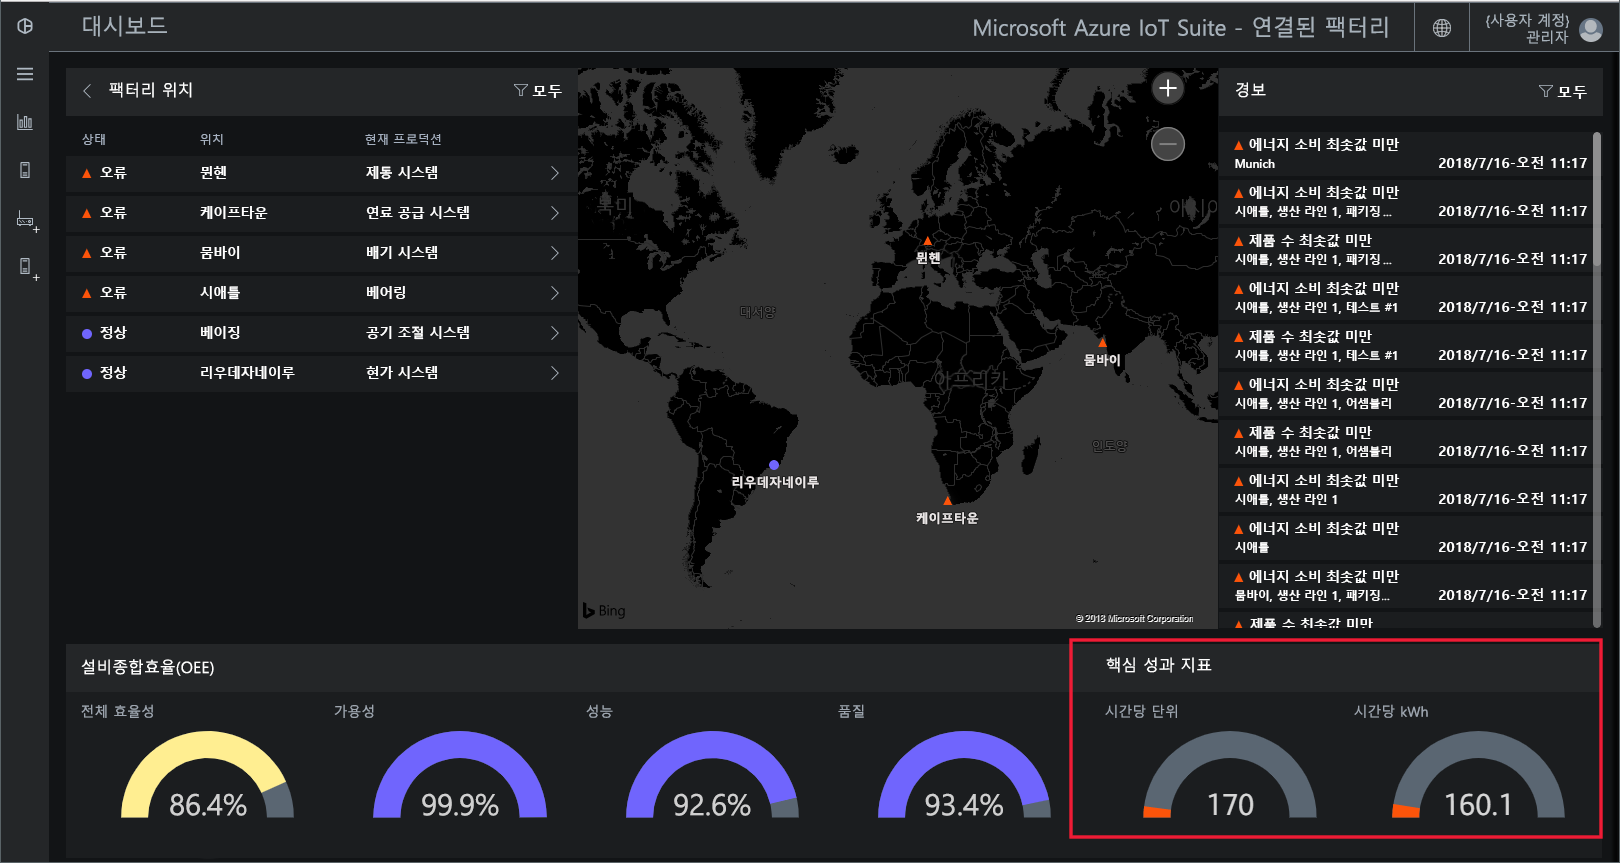 대시보드
Microsoft Azure IoT Suite - 연결된 팩터리
{사용자 계정}
관리자
팩터리 위치
모두
상태 위치 현재 프로덕션
오류 뮌헨 제동 시스템
오류 케이프타운 연료 공급 시스템
오류 뭄바이 배기 시스템
오류 시애틀 베어링
정상 베이징 공기 조절 시스템
정상 리우데자네이루 현가 시스템
북미
아시아
뮌헨
대서양
뭄바이
아프리카
인도양
리우데자네이루
케이프타운
Bing
© 2018 Microsoft Corporation
경보
모두
에너지 소비 최솟값 미만
Munich 2018/7/16-오전 11:17
에너지 소비 최솟값 미만
시애틀, 생산 라인 1, 패키징... 2018/7/16-오전 11:17
제품 수 최솟값 미만
시애틀, 생산 라인 1, 패키징... 2018/7/16-오전 11:17
에너지 소비 최솟값 미만
시애틀, 생산 라인 1, 테스트 #1 2018/7/16-오전 11:17
제품 수 최솟값 미만
시애틀, 생산 라인 1, 테스트 #1 2018/7/16-오전 11:17
에너지 소비 최솟값 미만
시애틀, 생산 라인 1, 어셈블리 2018/7/16-오전 11:17
제품 수 최솟값 미만
시애틀, 생산 라인 1, 어셈블리 2018/7/16-오전 11:17
에너지 소비 최솟값 미만
시애틀, 생산 라인 1 2018/7/16-오전 11:17
에너지 소비 최솟값 미만
시애틀 2018/7/16-오전 11:17
에너지 소비 최솟값 미만
뭄바이, 생산 라인 1, 패키징... 2018/7/16-오전 11:17
제품 수 최솟값 미만
설비종합효율(OEE)
전체 효율성 가용성 성능 품질
86.4% 99.9% 92.6% 93.4%
핵심 성과 지표
시간당 단위 시간당 kWh
170 160.1